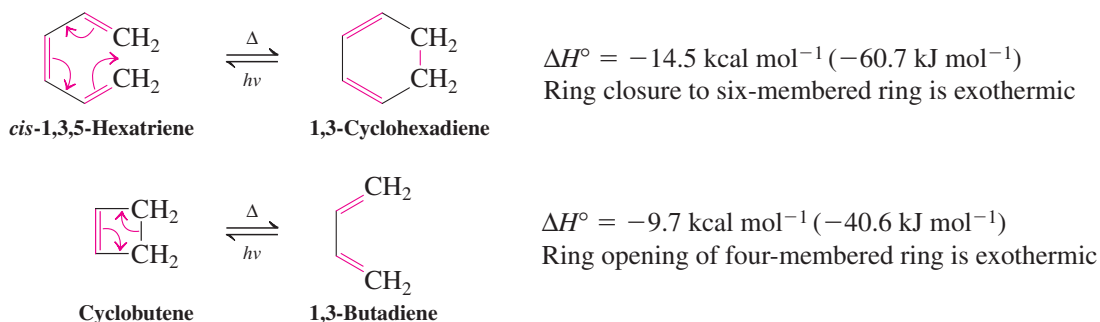 CH₂
CH₂
Δ
hν
CH₂
CH₂
ΔH° = −14.5 kcal mol⁻¹ (−60.7 kJ mol⁻¹)
Ring closure to six-membered ring is exothermic
cis-1,3,5-Hexatriene
1,3-Cyclohexadiene
CH₂
CH₂
Δ
hν
CH₂
CH₂
ΔH° = −9.7 kcal mol⁻¹ (−40.6 kJ mol⁻¹)
Ring opening of four-membered ring is exothermic
Cyclobutene
1,3-Butadiene